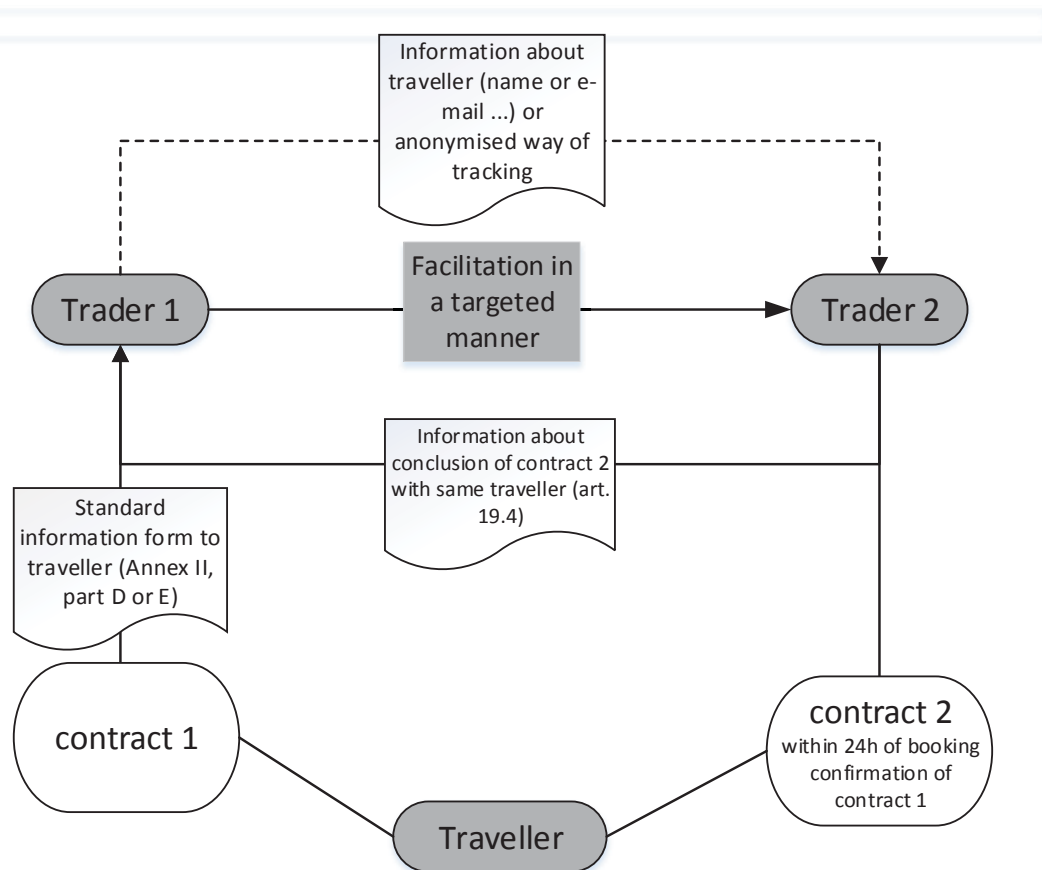 Information about
traveller (name or e-
mail ...) or
anonymised way of
tracking
Trader 1
Facilitation in
a targeted
manner
Trader 2
Information about
conclusion of contract 2
with same traveller (art.
19.4)
Standard
information form to
traveller (Annex II,
part D or E)
contract 1
contract 2
within 24h of booking
confirmation of
contract 1
Traveller